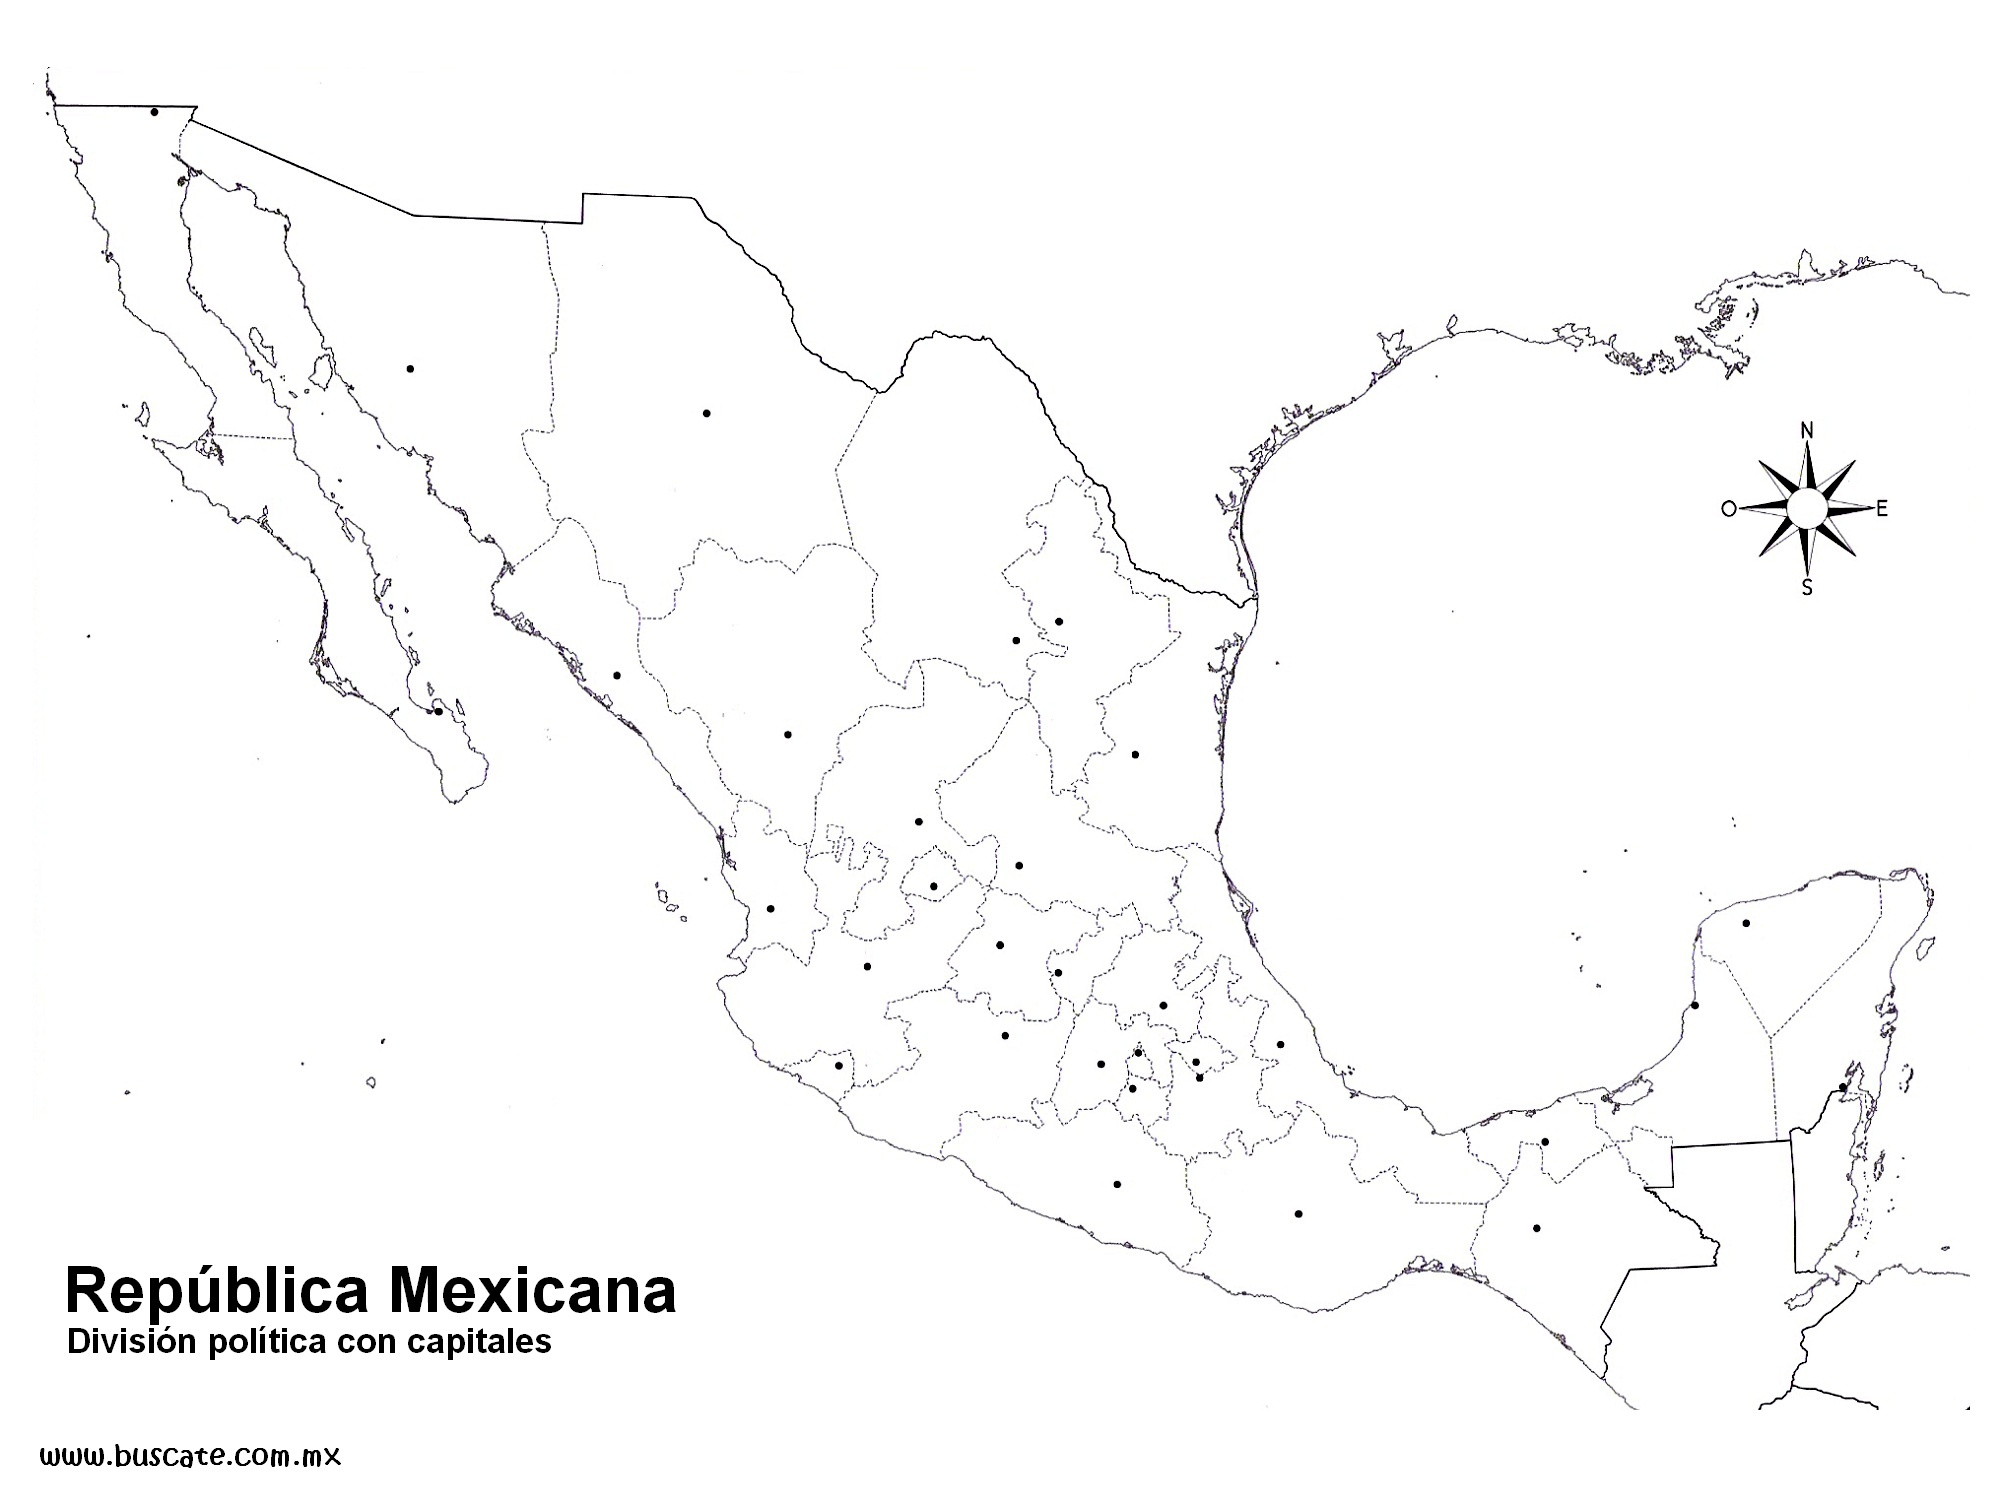 N
O E
S
República Mexicana
División política con capitales
www.buscate.com.mx